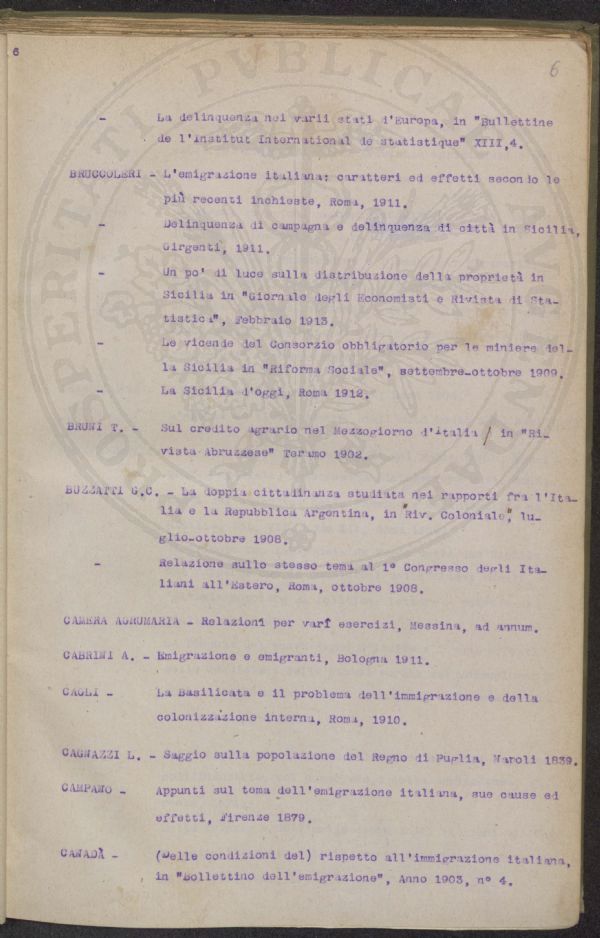 6
6
- La delinquenza nei varii stati d'Europa, in "Bullettine
de l'Institut International de statistique" XIII,4.
BRUCCOLERI - L'emigrazione italiana: caratteri ed effetti secondo le
più recenti inchieste, Roma, 1911.
- Delinquenza di campagna e delinquenza di città in Sicilia,
Girgenti, 1911.
- Un po' di luce sulla distribuzione della proprietà in
Sicilia in "Giornale degli Economisti e Rivista di Sta-
tistica", Febbraio 1913.
- Le vicende del Consorzio obbligatorio per le miniere del-
la Sicilia in "Riforma Sociale", settembre-ottobre 1909.
- La Sicilia d'oggi, Roma 1912.
BRUNI T. - Sul credito agrario nel Mezzogiorno d'Italia / in "Ri-
vista Abruzzese" Teramo 1902.
BUZZATTI G.C. - La doppia cittadinanza studiata nei rapporti fra l'Ita-
lia e la Repubblica Argentina, in "Riv. Coloniale", lu-
glio-ottobre 1908.
- Relazione sullo stesso tema al 1° Congresso degli Ita-
liani all'Estero, Roma, ottobre 1908.
CAMERA AGRUMARIA - Relazioni per varî esercizi, Messina, ad annum.
CABRINI A. - Emigrazione e emigranti, Bologna 1911.
CAOLI - La Basilicata e il problema dell'immigrazione e della
colonizzazione interna, Roma, 1910.
CAGNAZZI L. - Saggio sulla popolazione del Regno di Puglia, Napoli 1839.
CAMPANO - Appunti sul tema dell'emigrazione italiana, sue cause ed
effetti, Firenze 1879.
CANADÀ - (Delle condizioni del) rispetto all'immigrazione italiana,
in "Bollettino dell'emigrazione", Anno 1903, n° 4.